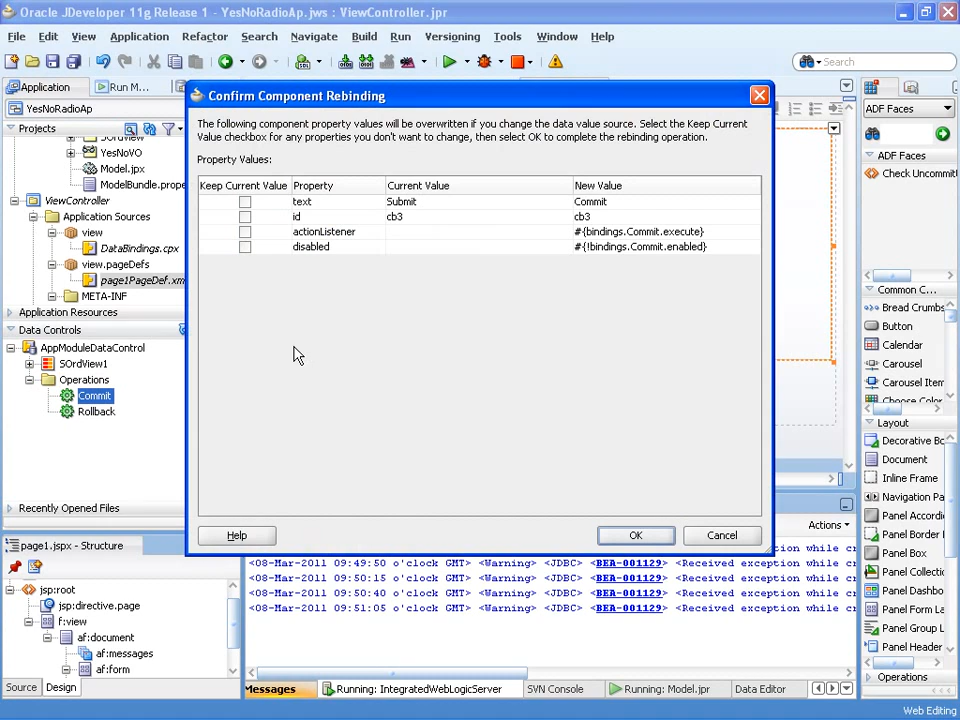 Oracle JDeveloper 11g Release 1 - YesNoRadioAp.jws : ViewController.jpr
File Edit View Application Refactor Search Navigate Build Run Versioning Tools Window Help
Search
Application
Run M...
YesNoRadioAp
Projects
YesNoVO
Model.jpx
ModelBundle.prope
ViewController
Application Sources
view
DataBindings.cpx
view.pageDefs
page1PageDef.xm
META-INF
Application Resources
Data Controls
AppModuleDataControl
SOrdView1
Operations
Commit
Rollback
Recently Opened Files
page1.jspx - Structure
jsp:root
jsp:directive.page
f:view
af:document
af:messages
af:form
Source Design
Confirm Component Rebinding
The following component property values will be overwritten if you change the data value source. Select the Keep Current
Value checkbox for any properties you don't want to change, then select OK to complete the rebinding operation.
Property Values:
Keep Current Value Property Current Value New Value
text Submit Commit
id cb3 cb3
actionListener #{bindings.Commit.execute}
disabled #{!bindings.Commit.enabled}
Help OK Cancel
Actions
<08-Mar-2011 09:49:50 o'clock GMT> <Warning> <JDBC> <BEA-001129> <Received exception while cr
<08-Mar-2011 09:50:15 o'clock GMT> <Warning> <JDBC> <BEA-001129> <Received exception while cr
<08-Mar-2011 09:50:40 o'clock GMT> <Warning> <JDBC> <BEA-001129> <Received exception while cr
<08-Mar-2011 09:51:05 o'clock GMT> <Warning> <JDBC> <BEA-001129> <Received exception while cr
Messages Running: IntegratedWebLogicServer SVN Console Running: Model.jpr Data Editor
ADF Faces
ADF Faces
Check Uncommitt
Common C...
Bread Crumbs
Button
Calendar
Carousel
Carousel Item
Choose Color
Layout
Decorative Bo
Document
Inline Frame
Navigation Pa
Panel Accordio
Panel Border L
Panel Box
Panel Collectio
Panel Dashbo
Panel Form La
Panel Group L
Panel Header
Operations
Web Editing